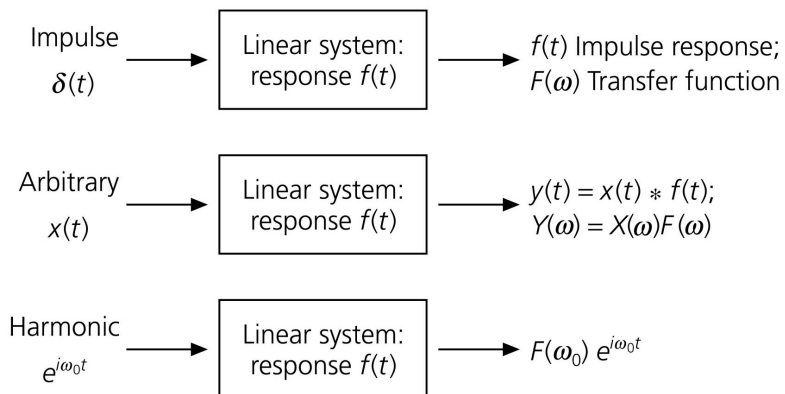 Impulse
δ(t)
Linear system:
response f(t)
f(t) Impulse response;
F(ω) Transfer function
Arbitrary
x(t)
Linear system:
response f(t)
y(t) = x(t) * f(t);
Y(ω) = X(ω)F(ω)
Harmonic
e^{iω₀t}
Linear system:
response f(t)
F(ω₀) e^{iω₀t}